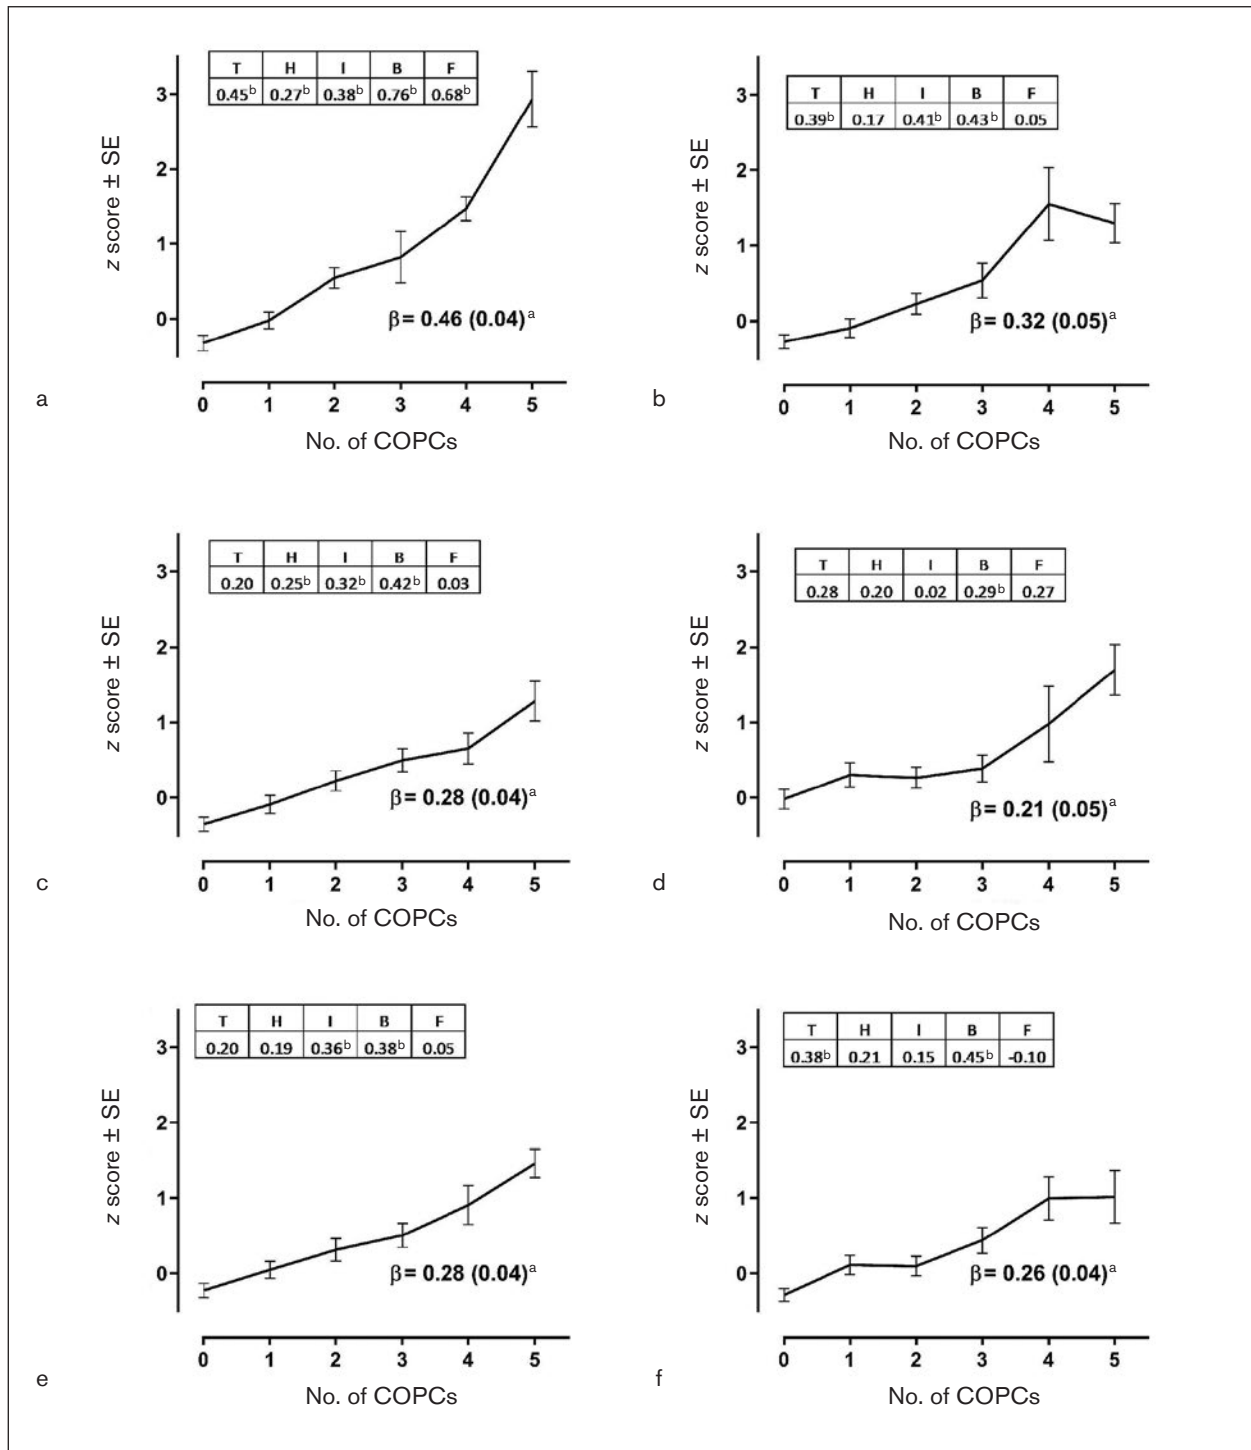 T H I B F
0.45b 0.27b 0.38b 0.76b 0.68b
z score ± SE
3
2
1
0
β= 0.46 (0.04)a
0 1 2 3 4 5
No. of COPCs
a
T H I B F
0.39b 0.17 0.41b 0.43b 0.05
z score ± SE
3
2
1
0
β= 0.32 (0.05)a
0 1 2 3 4 5
No. of COPCs
b
T H I B F
0.20 0.25b 0.32b 0.42b 0.03
z score ± SE
3
2
1
0
β= 0.28 (0.04)a
0 1 2 3 4 5
No. of COPCs
c
T H I B F
0.28 0.20 0.02 0.29b 0.27
z score ± SE
3
2
1
0
β= 0.21 (0.05)a
0 1 2 3 4 5
No. of COPCs
d
T H I B F
0.20 0.19 0.36b 0.38b 0.05
z score ± SE
3
2
1
0
β= 0.28 (0.04)a
0 1 2 3 4 5
No. of COPCs
e
T H I B F
0.38b 0.21 0.15 0.45b -0.10
z score ± SE
3
2
1
0
β= 0.26 (0.04)a
0 1 2 3 4 5
No. of COPCs
f